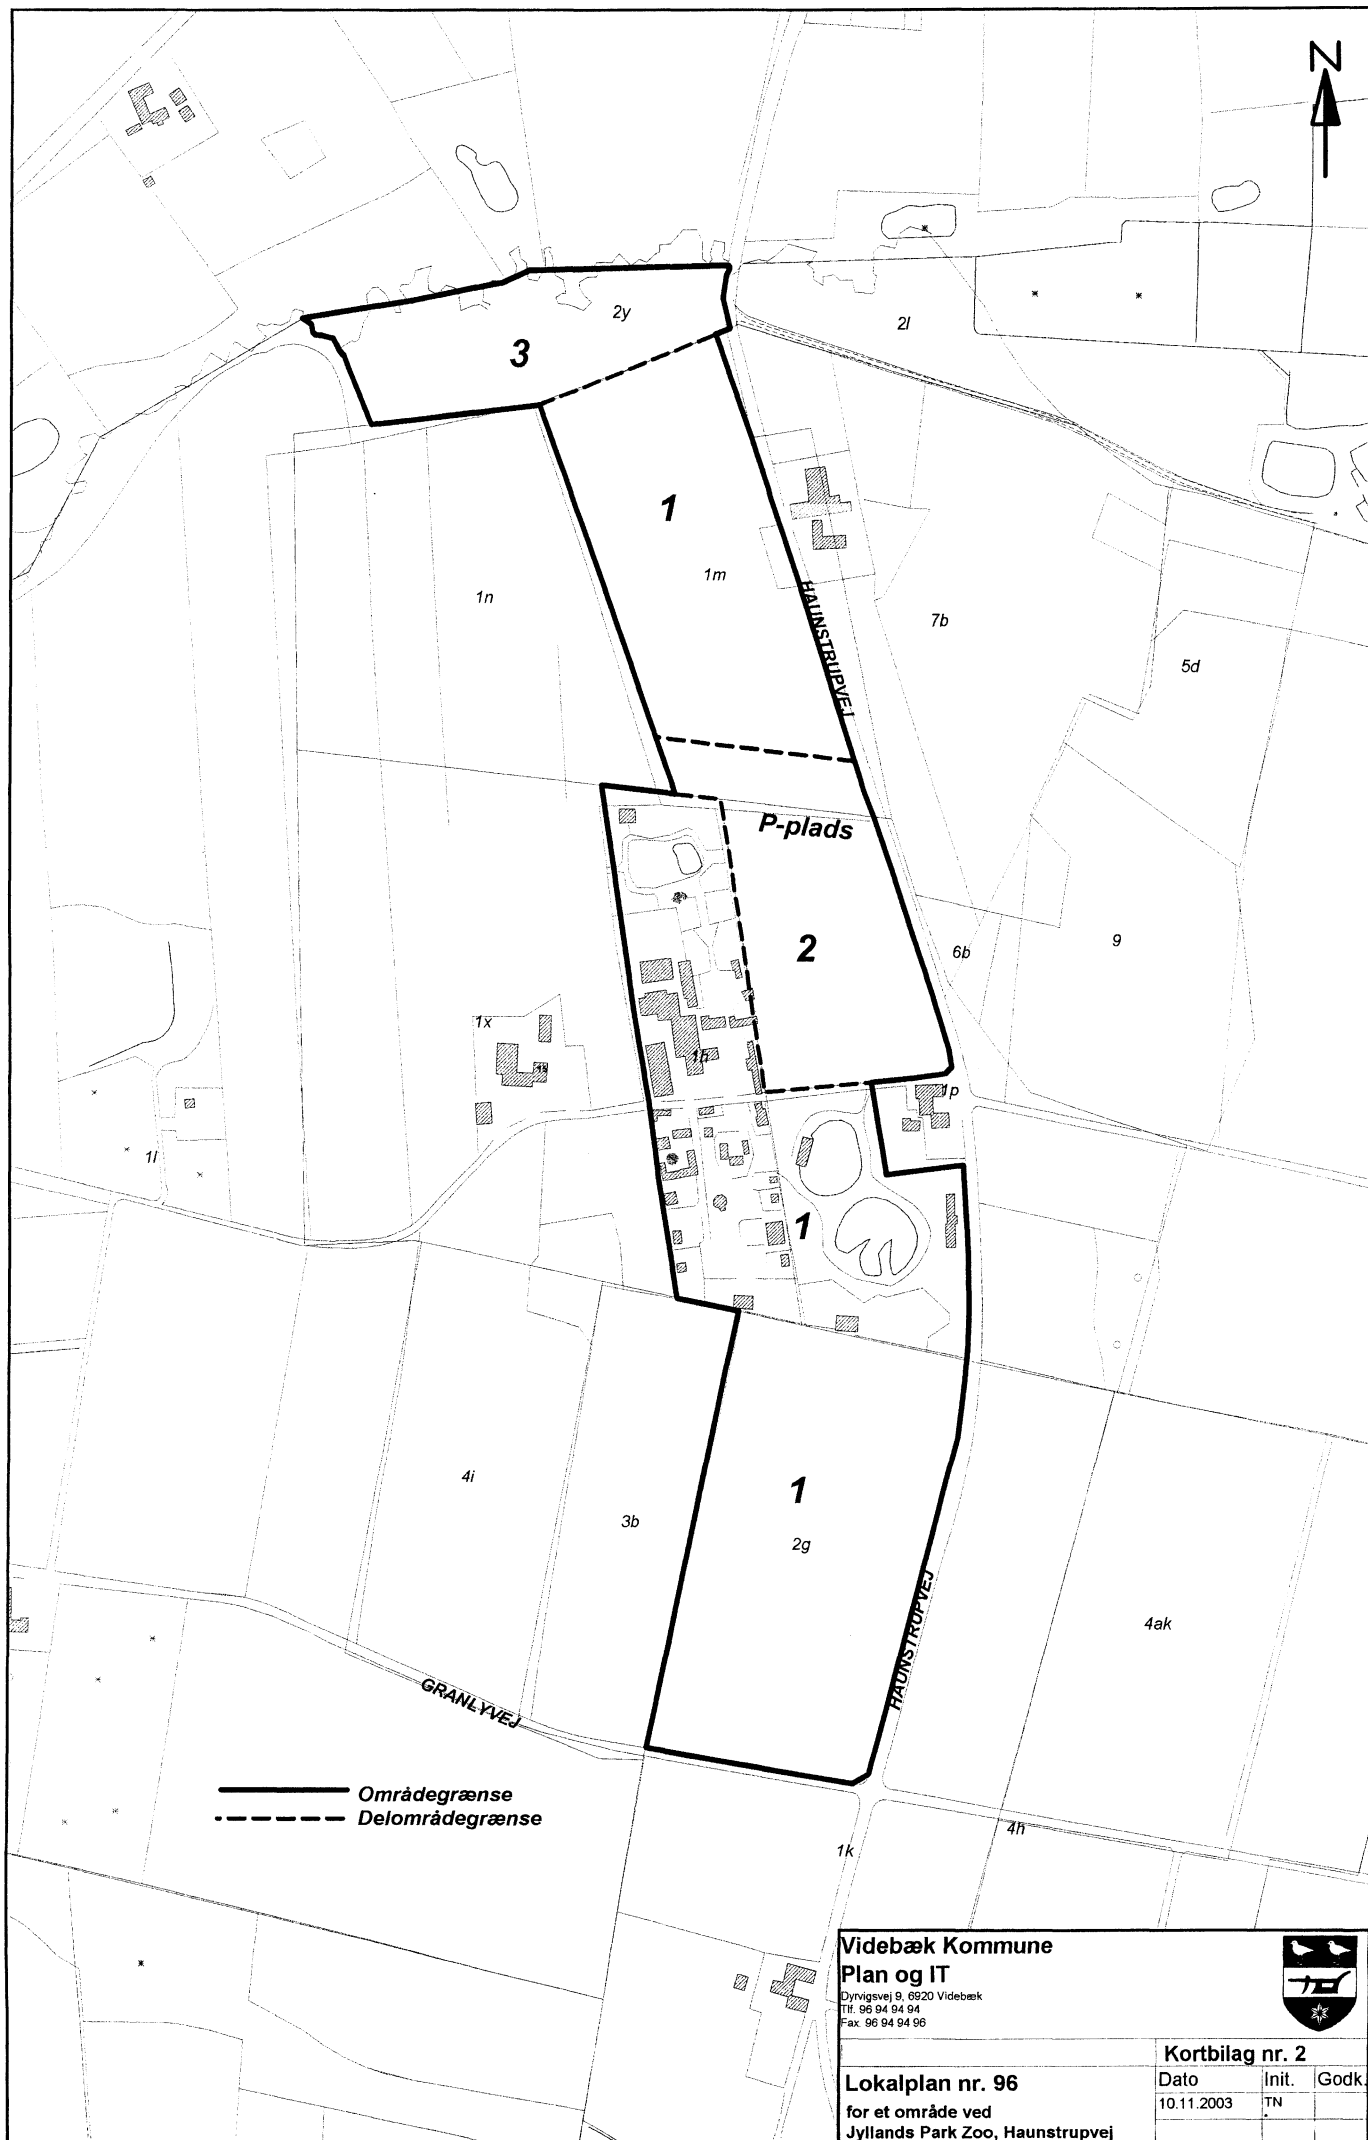 N
2y
2l
3
1
1m
1n
HAUNSTRUPVEJ
7b
5d
P-plads
2
6b
9
1x
1h
1p
1l
1
4i
1
3b
2g
HAUNSTRUPVEJ
4ak
GRANLYVEJ
Områdegrænse
Delområdegrænse
4h
1k
Videbæk Kommune
Plan og IT
Dyrvigsvej 9, 6920 Videbæk
Tlf. 96 94 94 94
Fax. 96 94 94 96
Kortbilag nr. 2
Lokalplan nr. 96
Dato Init. Godk.
for et område ved
10.11.2003 TN
Jyllands Park Zoo, Haunstrupvej